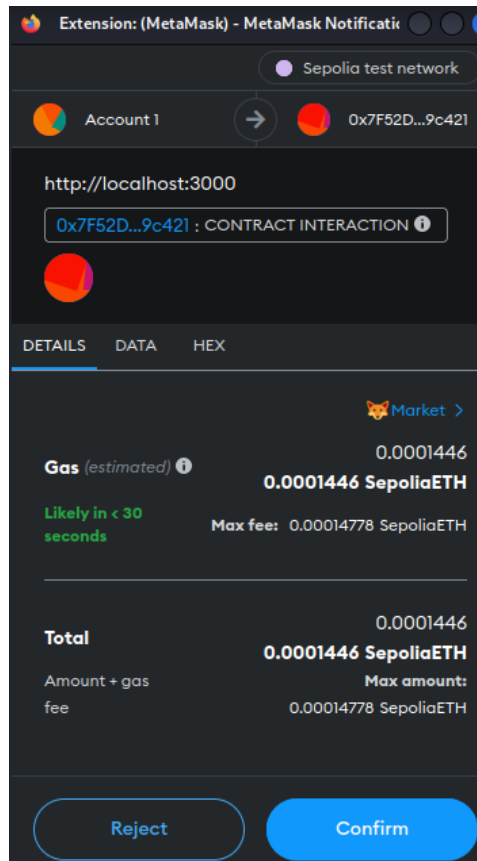 Extension: (MetaMask) - MetaMask Notificatic
Sepolia test network
Account 1
0x7F52D...9c421
http://localhost:3000
0x7F52D...9c421 : CONTRACT INTERACTION
DETAILS DATA HEX
Market >
Gas (estimated) 0.0001446
0.0001446 SepoliaETH
Likely in < 30 seconds
Max fee: 0.00014778 SepoliaETH
Total 0.0001446
0.0001446 SepoliaETH
Amount + gas fee
Max amount:
0.00014778 SepoliaETH
Reject Confirm